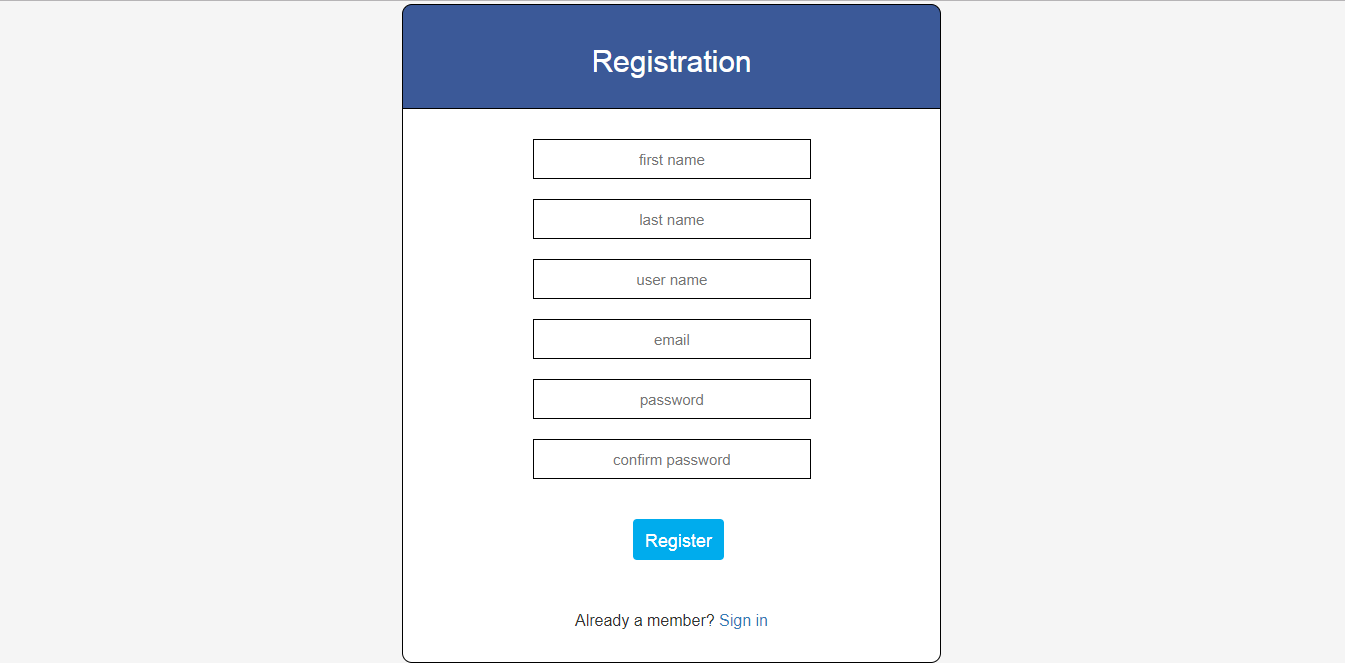 Registration
first name
last name
user name
email
password
confirm password
Register
Already a member? Sign in